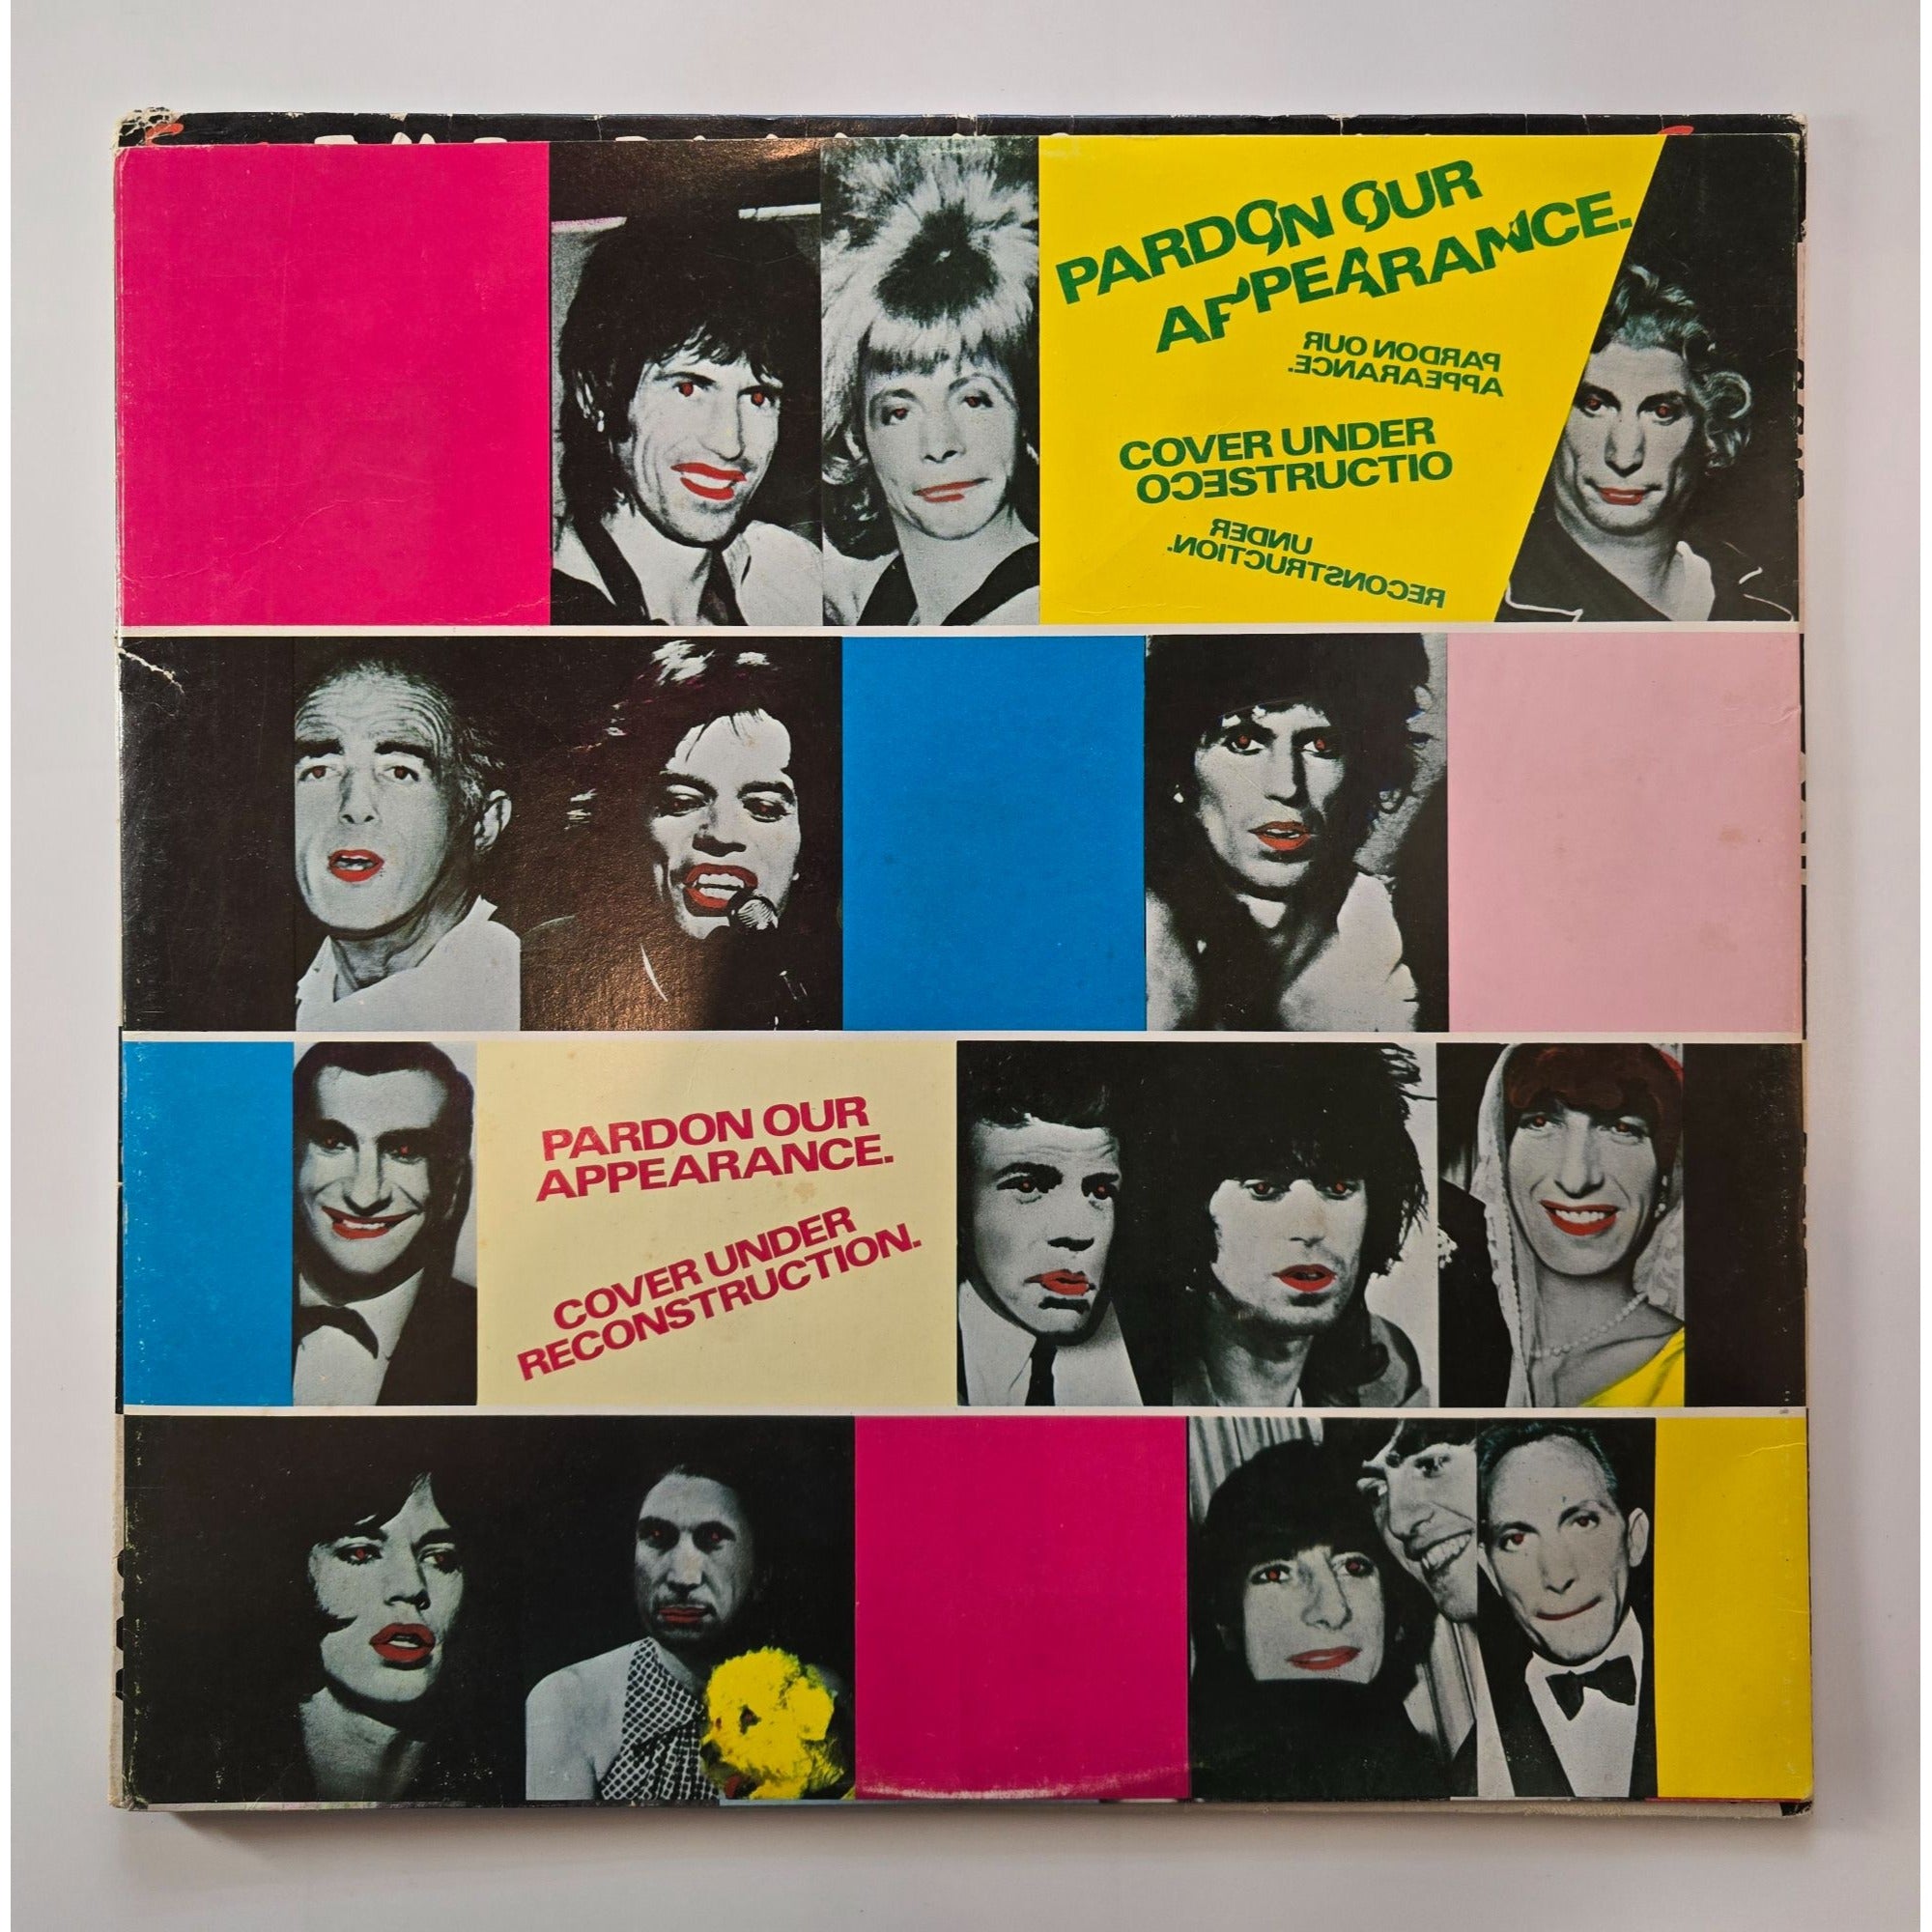 PARDON OUR
APPEARANCE.
PARDON OUR
APPEARANCE.
COVER UNDER
OCESTRUCTIO
UNDER
RECONSTRUCTION.
PARDON OUR
APPEARANCE.
COVER UNDER
RECONSTRUCTION.